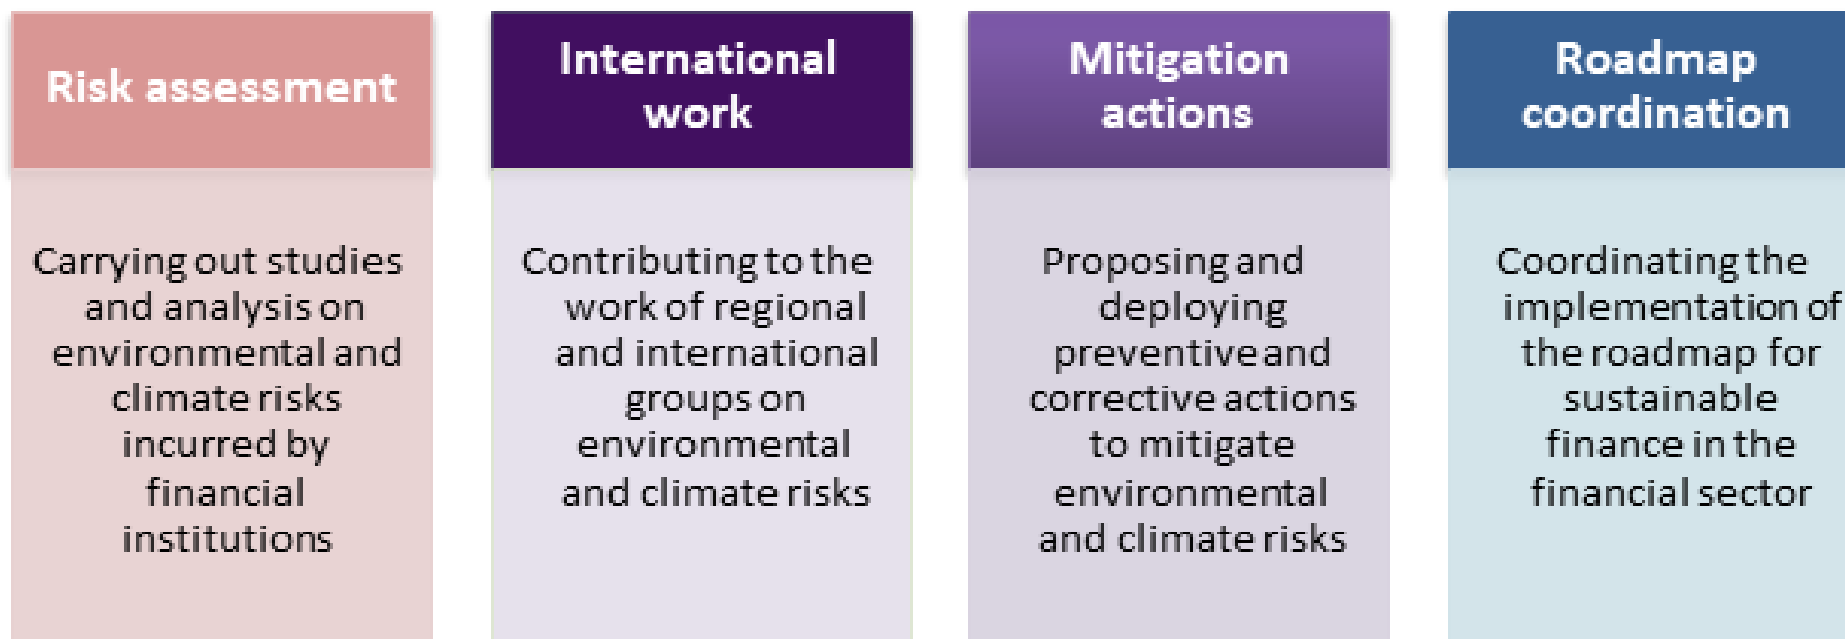 Risk assessment
Carrying out studies
and analysis on
environmental and
climate risks
incurred by
financial
institutions
International
work
Contributing to the
work of regional
and international
groups on
environmental
and climate risks
Mitigation
actions
Proposing and
deploying
preventive and
corrective actions
to mitigate
environmental
and climate risks
Roadmap
coordination
Coordinating the
implementation of
the roadmap for
sustainable
finance in the
financial sector